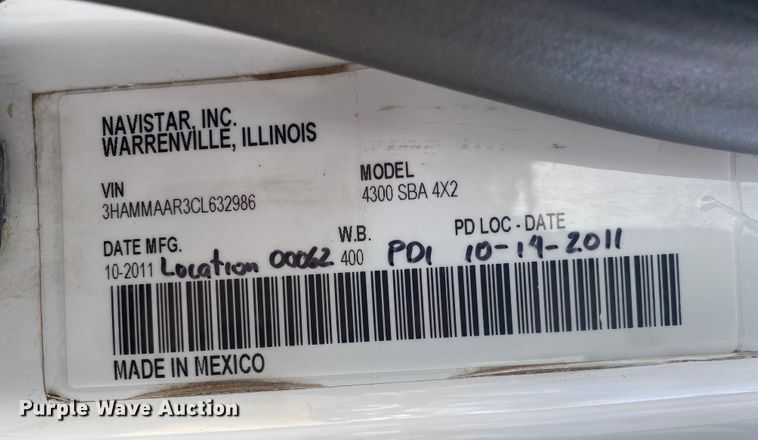 NAVISTAR, INC.
WARRENVILLE, ILLINOIS
VIN
3HAMMAAR3CL632986
MODEL
4300 SBA 4X2
DATE MFG.
10-2011 Location 00062
W.B.
400
PD LOC - DATE
PDI 10-14-2011
MADE IN MEXICO
Purple Wave Auction